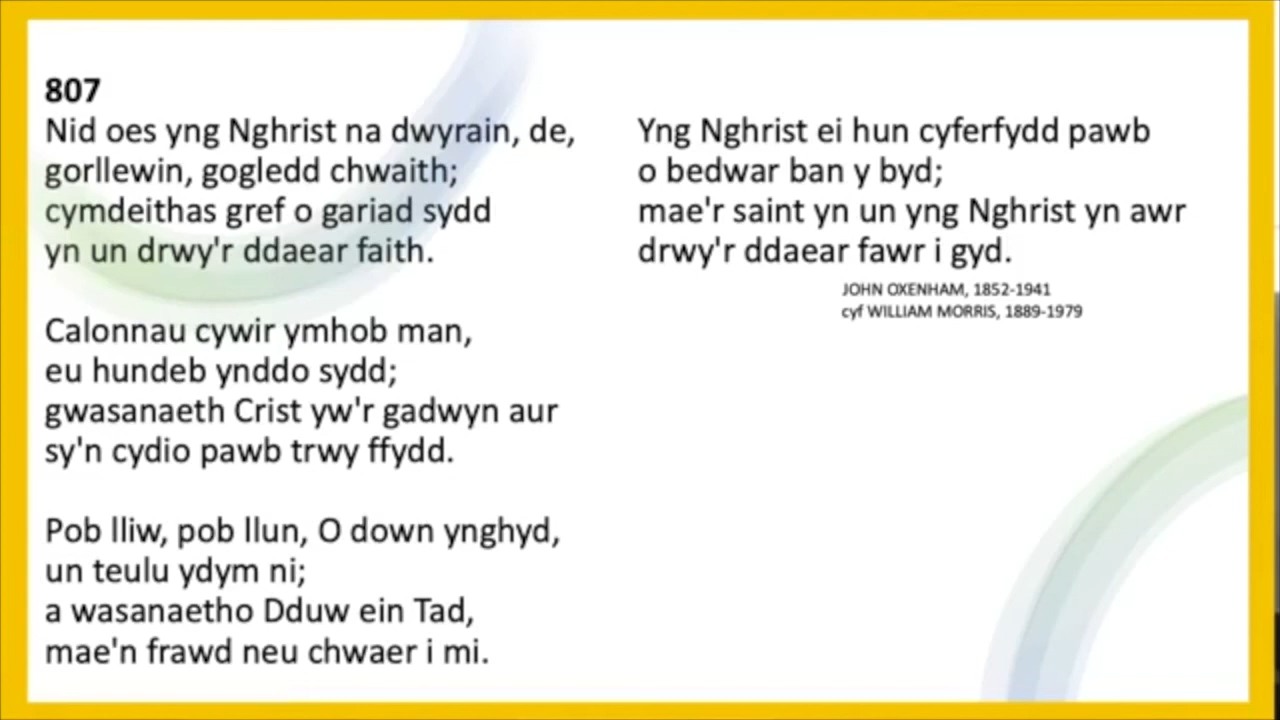 807
Nid oes yng Nghrist na dwyrain, de,
gorllewin, gogledd chwaith;
cymdeithas gref o gariad sydd
yn un drwy'r ddaear faith.
Calonnau cywir ymhob man,
eu hundeb ynddo sydd;
gwasanaeth Crist yw'r gadwyn aur
sy'n cydio pawb trwy ffydd.
Pob lliw, pob llun, O down ynghyd,
un teulu ydym ni;
a wasanaetho Dduw ein Tad,
mae'n frawd neu chwaer i mi.
Yng Nghrist ei hun cyferfydd pawb
o bedwar ban y byd;
mae'r saint yn un yng Nghrist yn awr
drwy'r ddaear fawr i gyd.
JOHN OXENHAM, 1852-1941
cyf WILLIAM MORRIS, 1889-1979